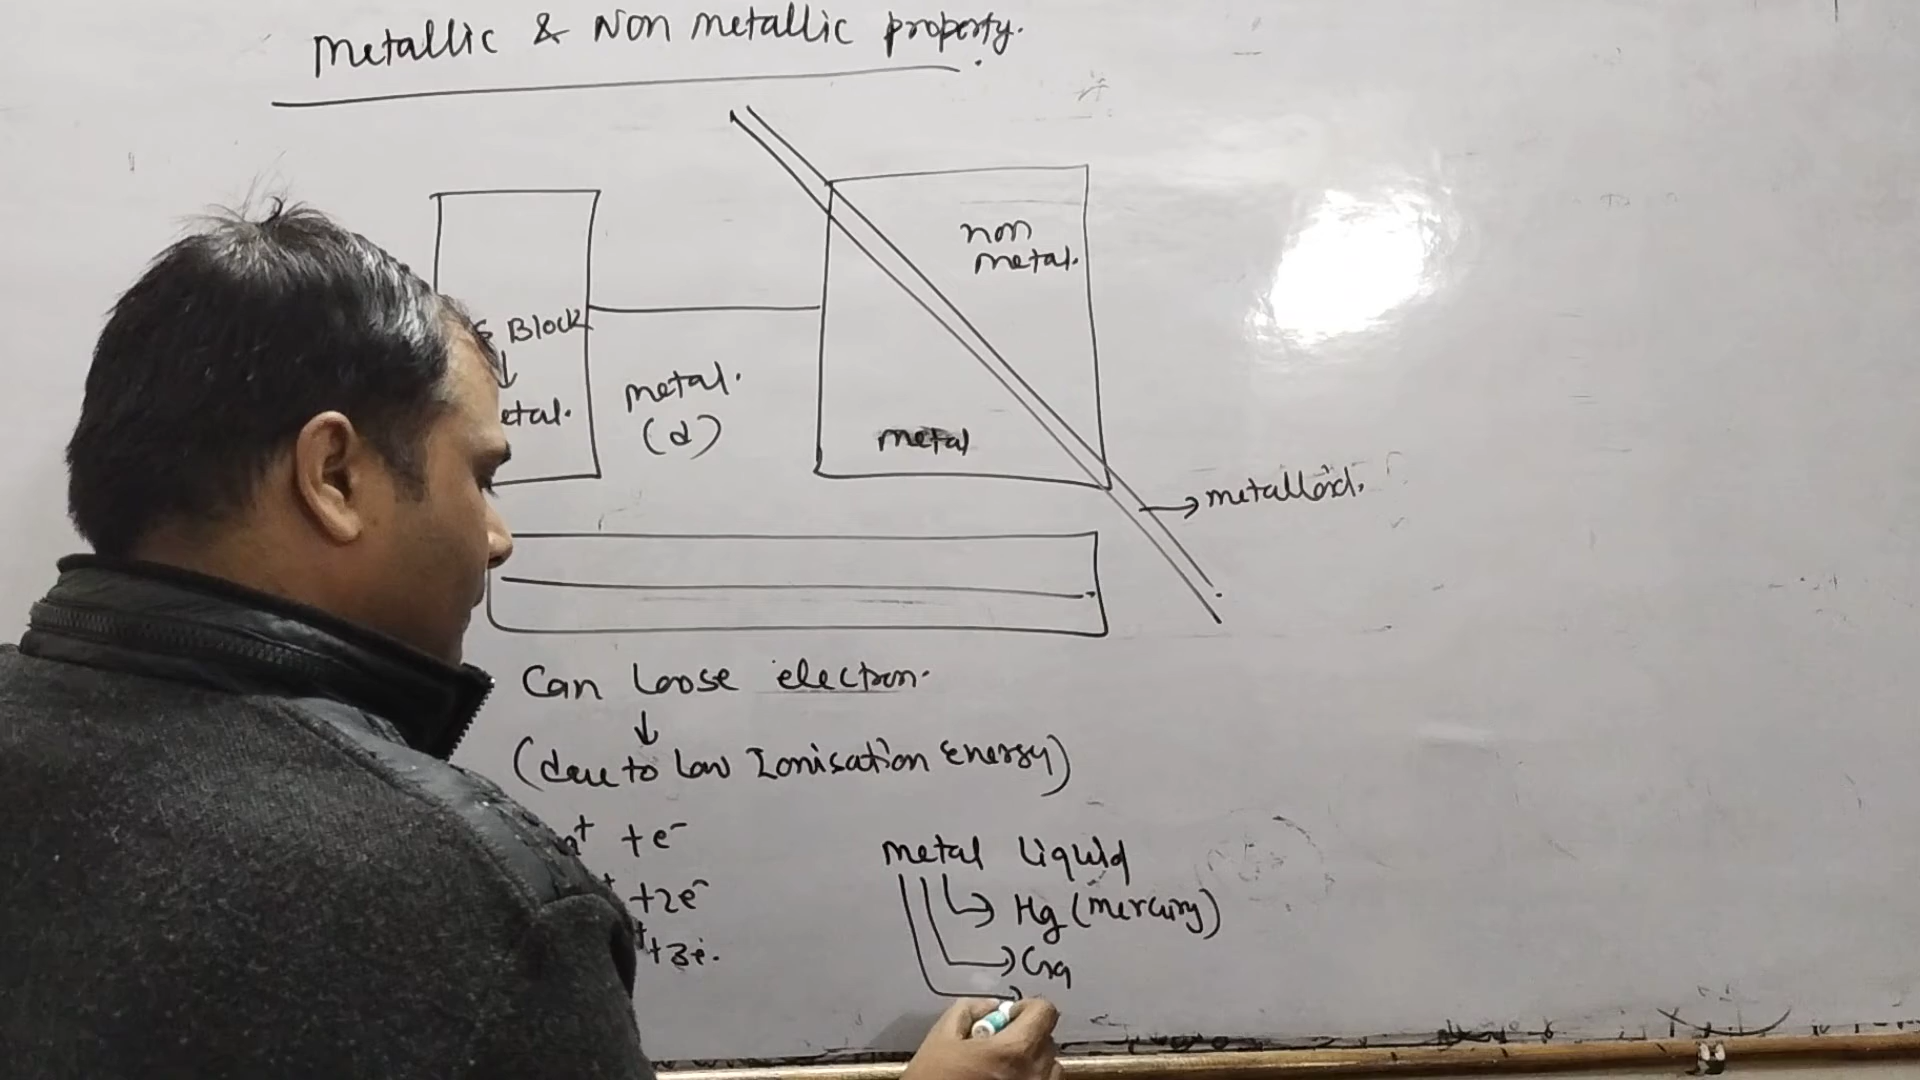 Metallic & Non metallic property.
non
metal.
S Block
↓
etal.
metal.
(d)
metal
→ metalloid.
Can loose electron.
↓
(due to low Ionisation Energy)
+ +e-
+2e-
+3e.
metal liquid
→ Hg (mercury)
→ Ga